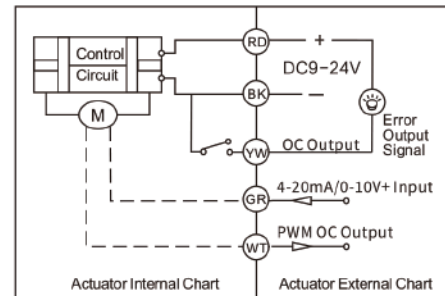 Control
Circuit
M
RD
+
DC9-24V
BK
−
YW
OC Output
Error
Output
Signal
GR
4-20mA/0-10V+ Input
WT
PWM OC Output
Actuator Internal Chart
Actuator External Chart